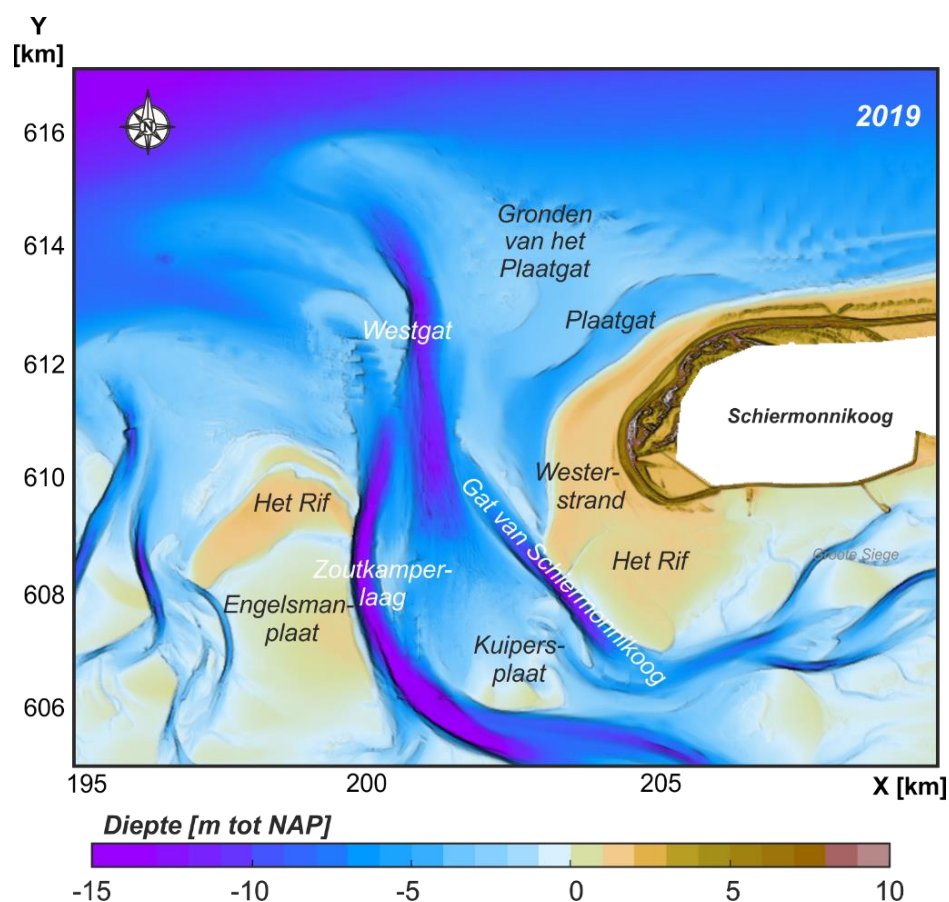 Y
[km]
616
614
612
610
608
606
N
2019
Gronden
van het
Plaatgat
Plaatgat
Westgat
Schiermonnikoog
Wester-
strand
Het Rif
Gat van Schiermonnikoog
Het Rif
Groote Siege
Zoutkamper-
laag
Engelsman-
plaat
Kuipers-
plaat
195
200
205
X [km]
Diepte [m tot NAP]
-15
-10
-5
0
5
10